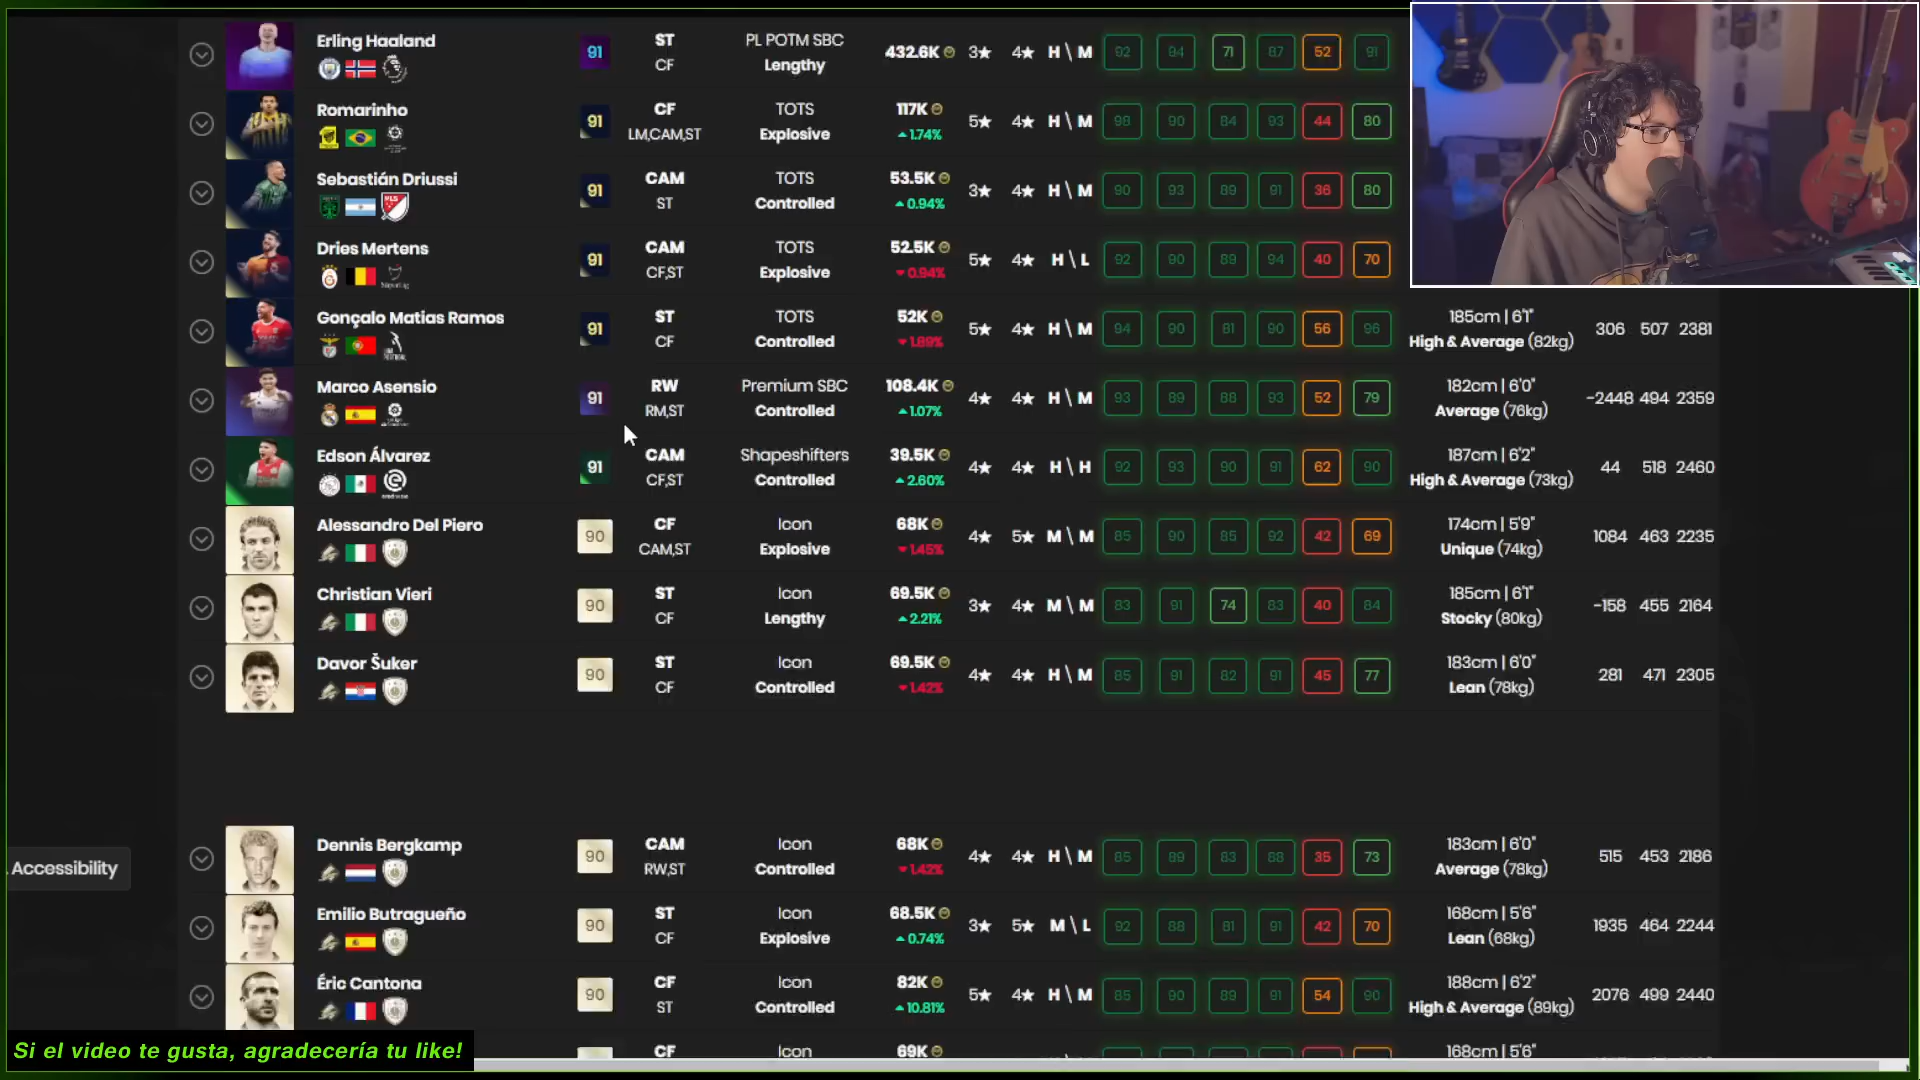 Erling Haaland 91 ST CF PL POTM SBC Lengthy 432.6K 3★ 4★ H \ M 92 94 71 87 52 91
Romarinho 91 CF LM,CAM,ST TOTS Explosive 117K 1.74% 5★ 4★ H \ M 98 90 84 93 44 80
Sebastián Driussi 91 CAM ST TOTS Controlled 53.5K 0.94% 3★ 4★ H \ M 90 93 89 91 36 80
Dries Mertens 91 CAM CF,ST TOTS Explosive 52.5K 0.94% 5★ 4★ H \ L 92 90 89 94 40 70
Gonçalo Matias Ramos 91 ST CF TOTS Controlled 52K 1.89% 5★ 4★ H \ M 94 90 81 90 56 96 185cm | 6'1" High & Average (82kg) 306 507 2381
Marco Asensio 91 RW RM,ST Premium SBC Controlled 108.4K 1.07% 4★ 4★ H \ M 93 89 88 93 52 79 182cm | 6'0" Average (76kg) -2448 494 2359
Edson Álvarez 91 CAM CF,ST Shapeshifters Controlled 39.5K 2.60% 4★ 4★ H \ H 92 93 90 91 62 90 187cm | 6'2" High & Average (73kg) 44 518 2460
Alessandro Del Piero 90 CF CAM,ST Icon Explosive 68K 1.45% 4★ 5★ M \ M 85 90 85 92 42 69 174cm | 5'9" Unique (74kg) 1084 463 2235
Christian Vieri 90 ST CF Icon Lengthy 69.5K 2.21% 3★ 4★ M \ M 83 91 74 83 40 84 185cm | 6'1" Stocky (80kg) -158 455 2164
Davor Šuker 90 ST CF Icon Controlled 69.5K 1.42% 4★ 4★ H \ M 85 91 82 91 45 77 183cm | 6'0" Lean (78kg) 281 471 2305
Dennis Bergkamp 90 CAM RW,ST Icon Controlled 68K 1.42% 4★ 4★ H \ M 85 89 83 88 35 73 183cm | 6'0" Average (78kg) 515 453 2186
Accessibility
Emilio Butragueño 90 ST CF Icon Explosive 68.5K 0.74% 3★ 5★ M \ L 92 88 81 91 42 70 168cm | 5'6" Lean (68kg) 1935 464 2244
Éric Cantona 90 CF ST Icon Controlled 82K 10.81% 5★ 4★ H \ M 85 90 89 91 54 90 188cm | 6'2" High & Average (89kg) 2076 499 2440
CF Icon 69K 168cm | 5'6"
Si el video te gusta, agradecería tu like!